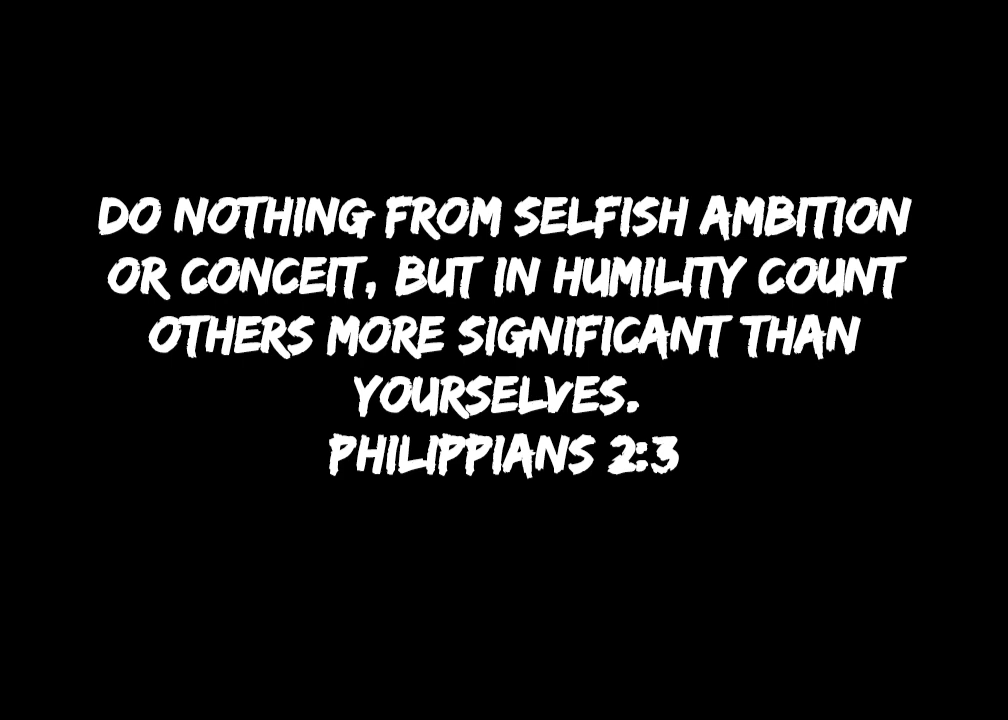 DO NOTHING FROM SELFISH AMBITION
OR CONCEIT, BUT IN HUMILITY COUNT
OTHERS MORE SIGNIFICANT THAN
YOURSELVES.
PHILIPPIANS 2:3